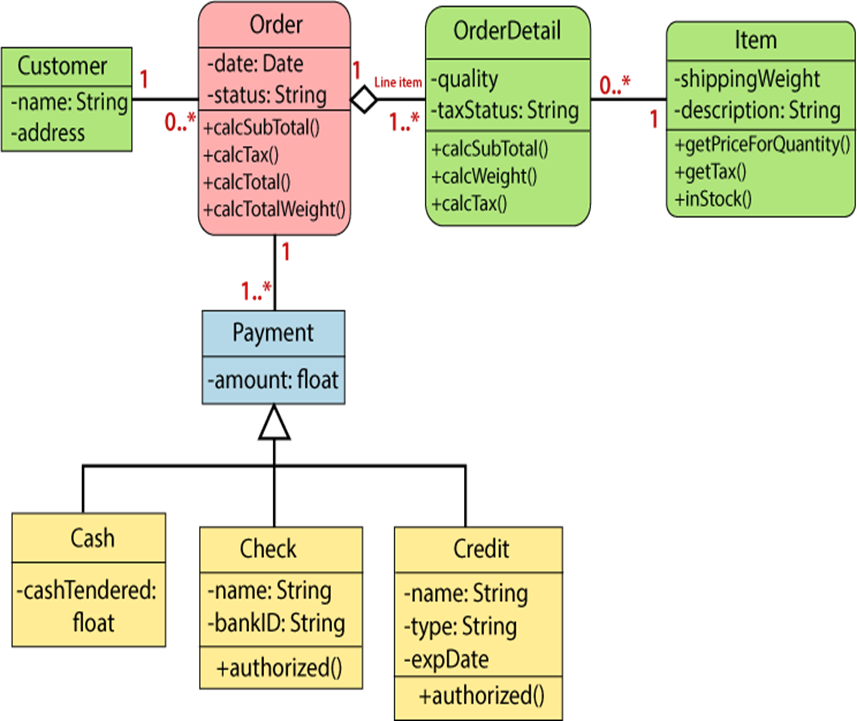 Customer
-name: String
-address
1
0..*
Order
-date: Date
-status: String
+calcSubTotal()
+calcTax()
+calcTotal()
+calcTotalWeight()
1
Line item
1..*
OrderDetail
-quality
-taxStatus: String
+calcSubTotal()
+calcWeight()
+calcTax()
0..*
1
Item
-shippingWeight
-description: String
+getPriceForQuantity()
+getTax()
+inStock()
1
1..*
Payment
-amount: float
Cash
-cashTendered:
float
Check
-name: String
-bankID: String
+authorized()
Credit
-name: String
-type: String
-expDate
+authorized()